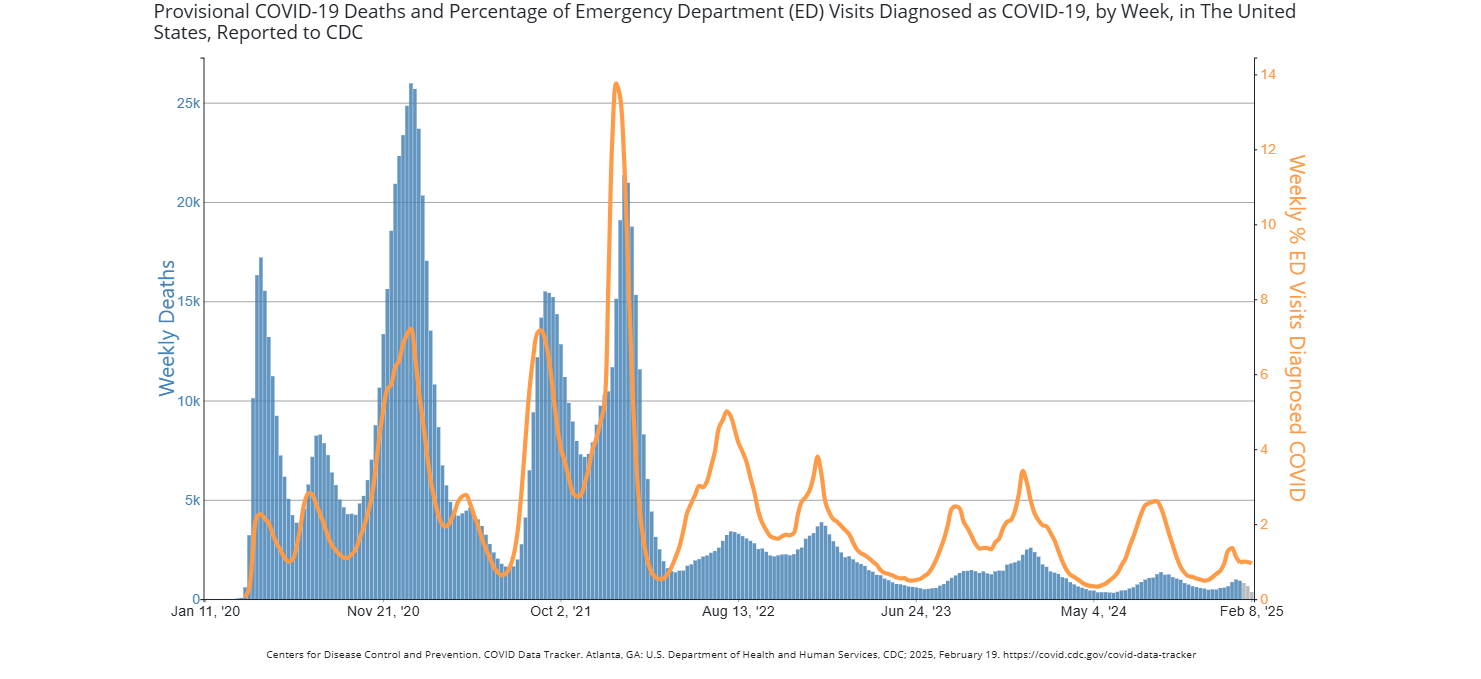 Provisional COVID-19 Deaths and Percentage of Emergency Department (ED) Visits Diagnosed as COVID-19, by Week, in The United
States, Reported to CDC
Weekly Deaths
25k
20k
15k
10k
5k
0
14
12
10
8
6
4
2
0
Weekly % ED Visits Diagnosed COVID
Jan 11, '20
Nov 21, '20
Oct 2, '21
Aug 13, '22
Jun 24, '23
May 4, '24
Feb 8, '25
Centers for Disease Control and Prevention. COVID Data Tracker. Atlanta, GA: U.S. Department of Health and Human Services, CDC; 2025, February 19. https://covid.cdc.gov/covid-data-tracker